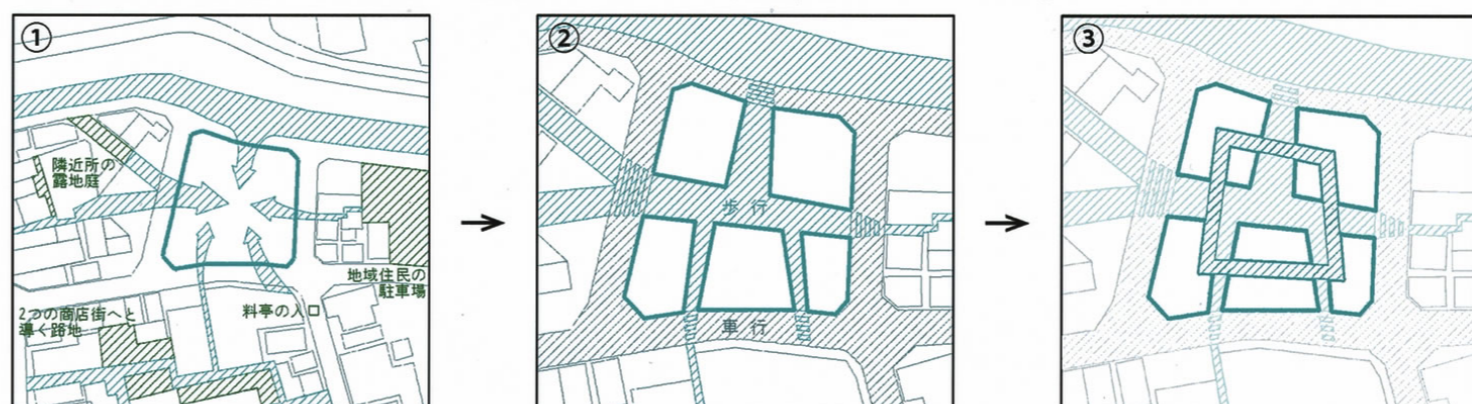 ①
隣近所の
露地庭
地域住民の
駐車場
2つの商店街へと
導く路地
料亭の入口
②
歩行
車行
③